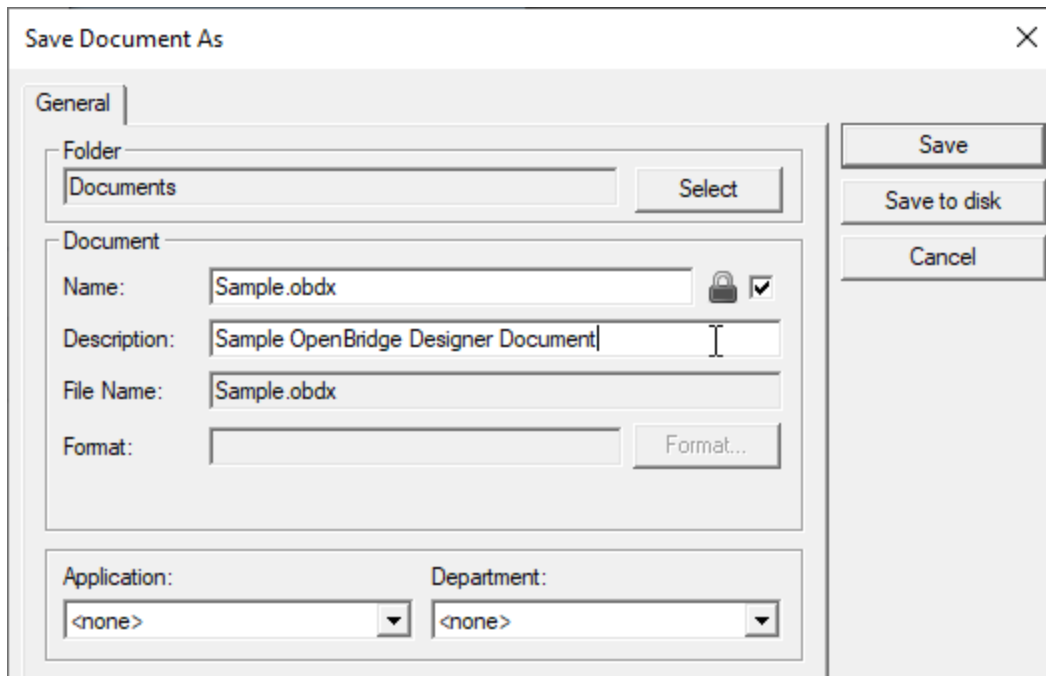 Save Document As
General
Folder
Documents
Select
Save
Save to disk
Cancel
Document
Name:
Sample.obdx
Description:
Sample OpenBridge Designer Document
File Name:
Sample.obdx
Format:
Format...
Application:
Department:
<none>
<none>